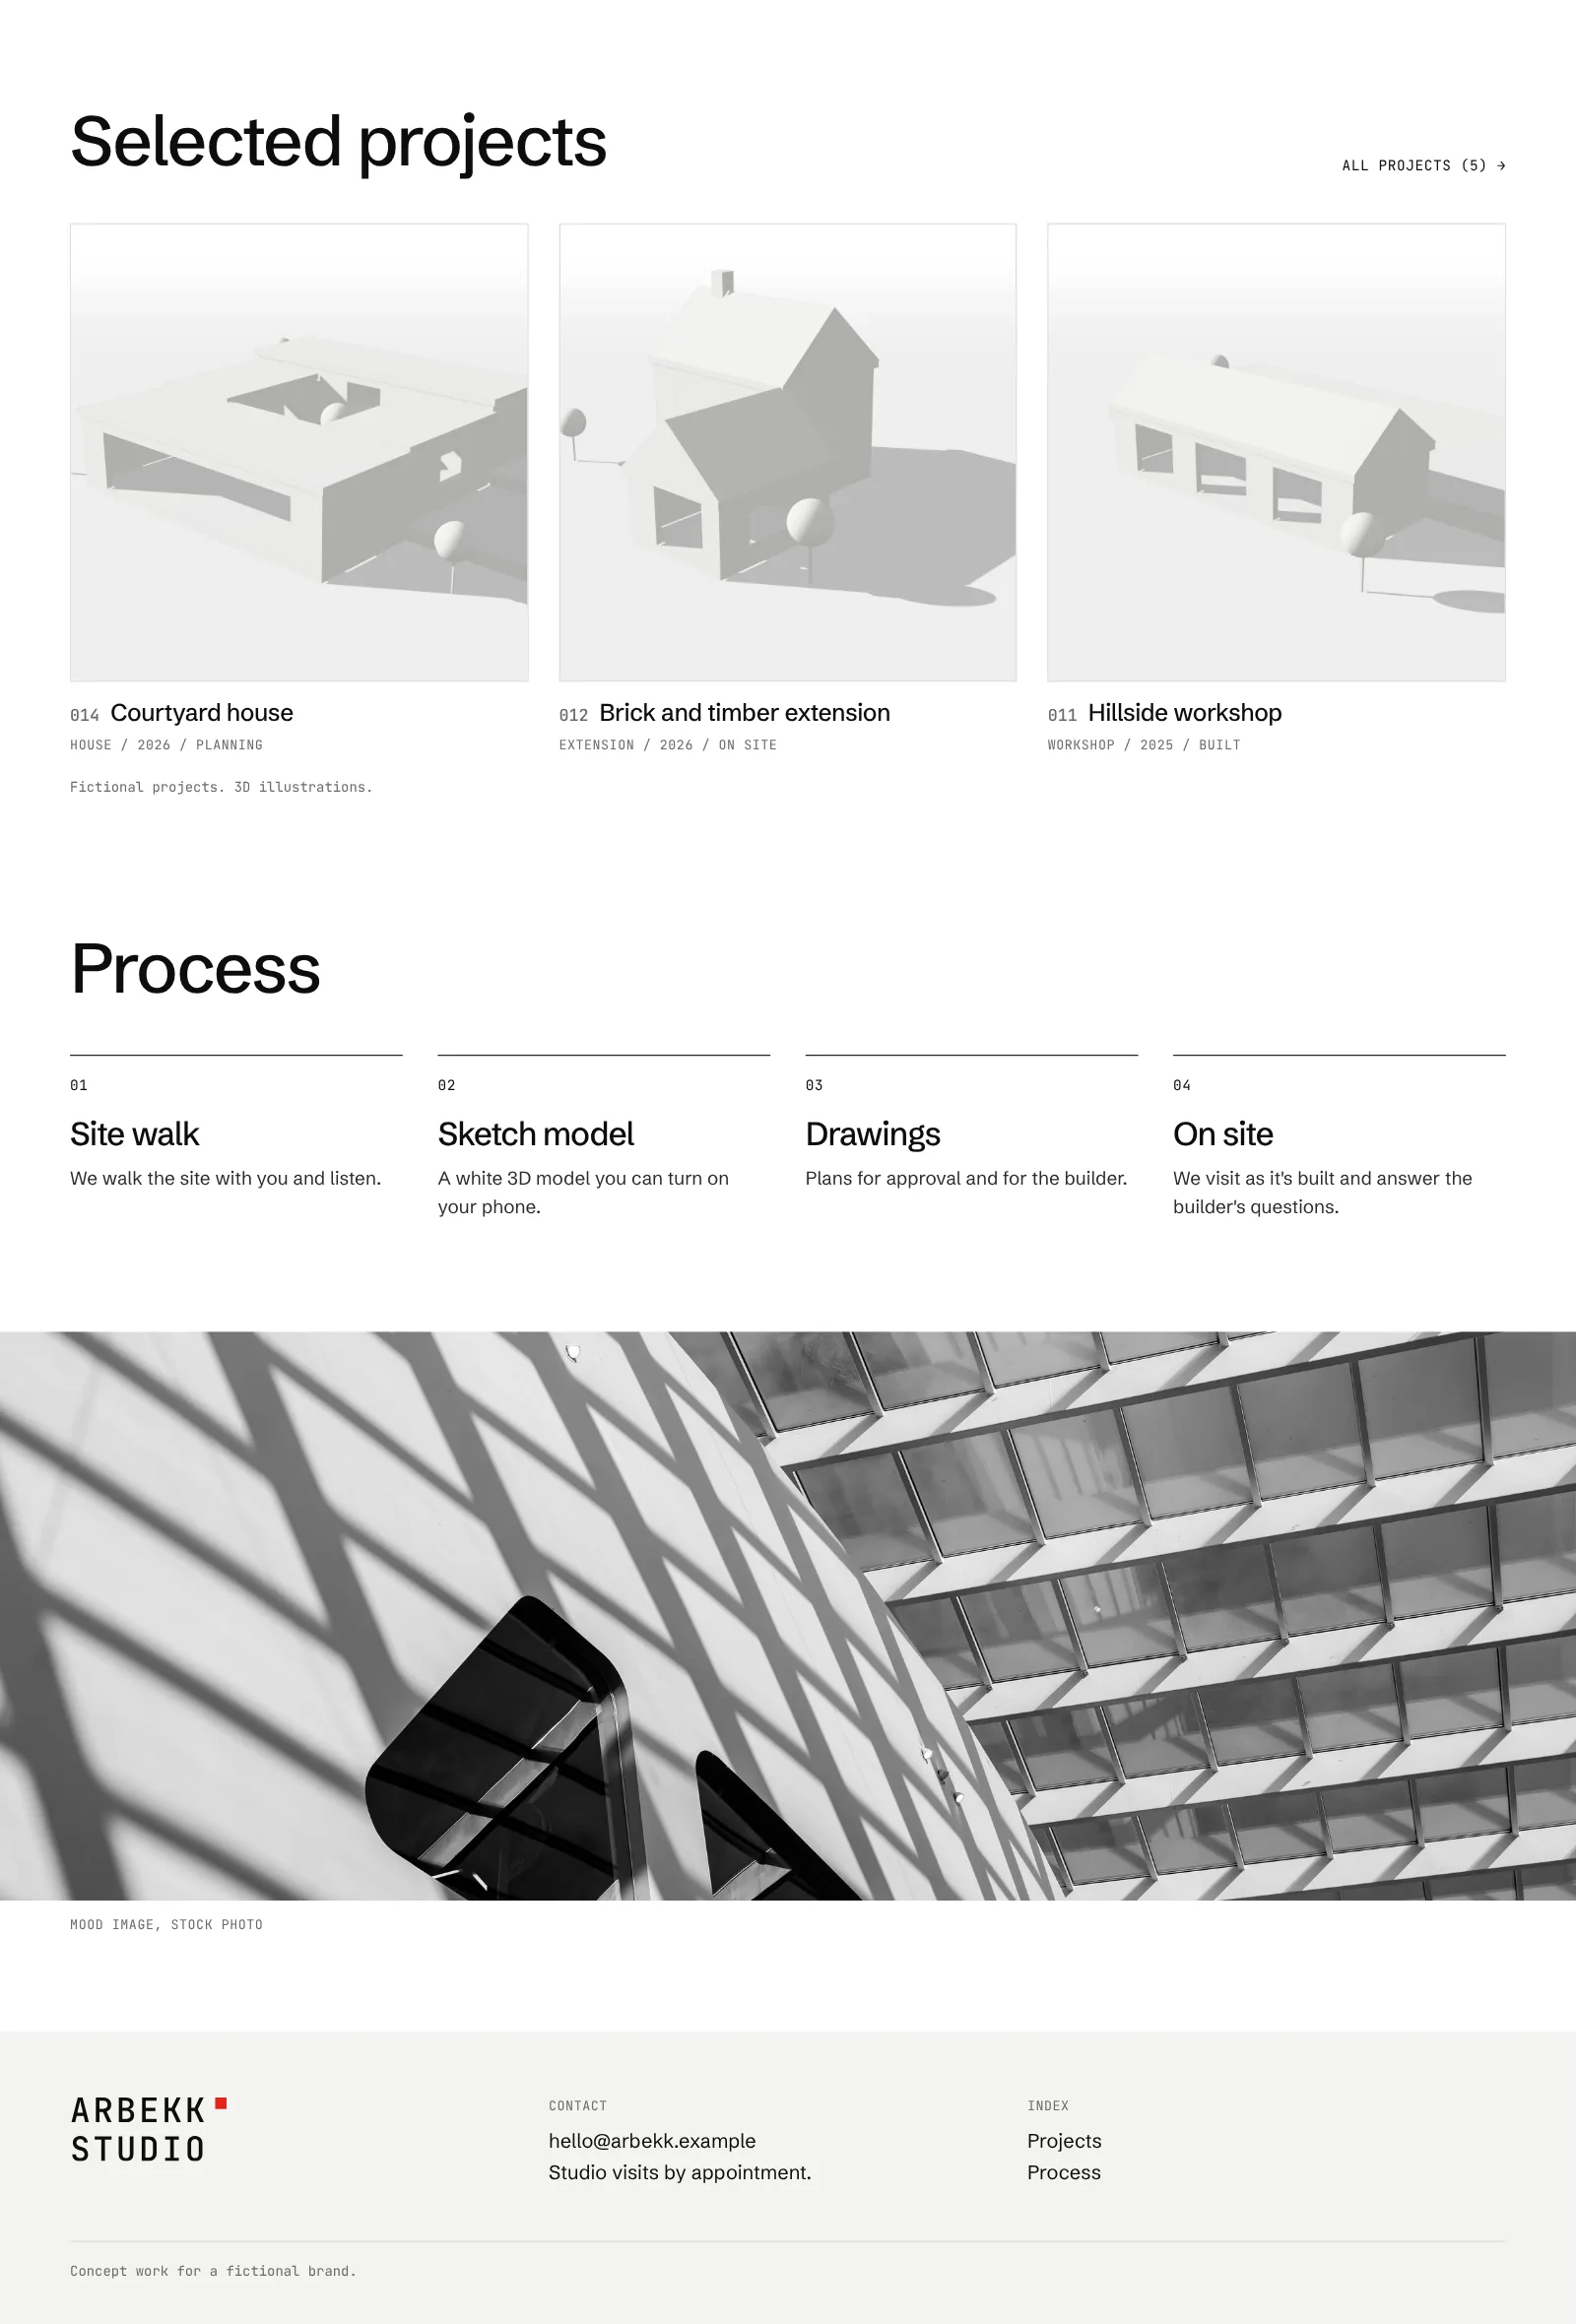 Selected projects
ALL PROJECTS (5) →
014 Courtyard house
HOUSE / 2026 / PLANNING
012 Brick and timber extension
EXTENSION / 2026 / ON SITE
011 Hillside workshop
WORKSHOP / 2025 / BUILT
Fictional projects. 3D illustrations.
Process
01
Site walk
We walk the site with you and listen.
02
Sketch model
A white 3D model you can turn on
your phone.
03
Drawings
Plans for approval and for the builder.
04
On site
We visit as it's built and answer the
builder's questions.
MOOD IMAGE, STOCK PHOTO
ARBEKK
STUDIO
CONTACT
hello@arbekk.example
Studio visits by appointment.
INDEX
Projects
Process
Concept work for a fictional brand.